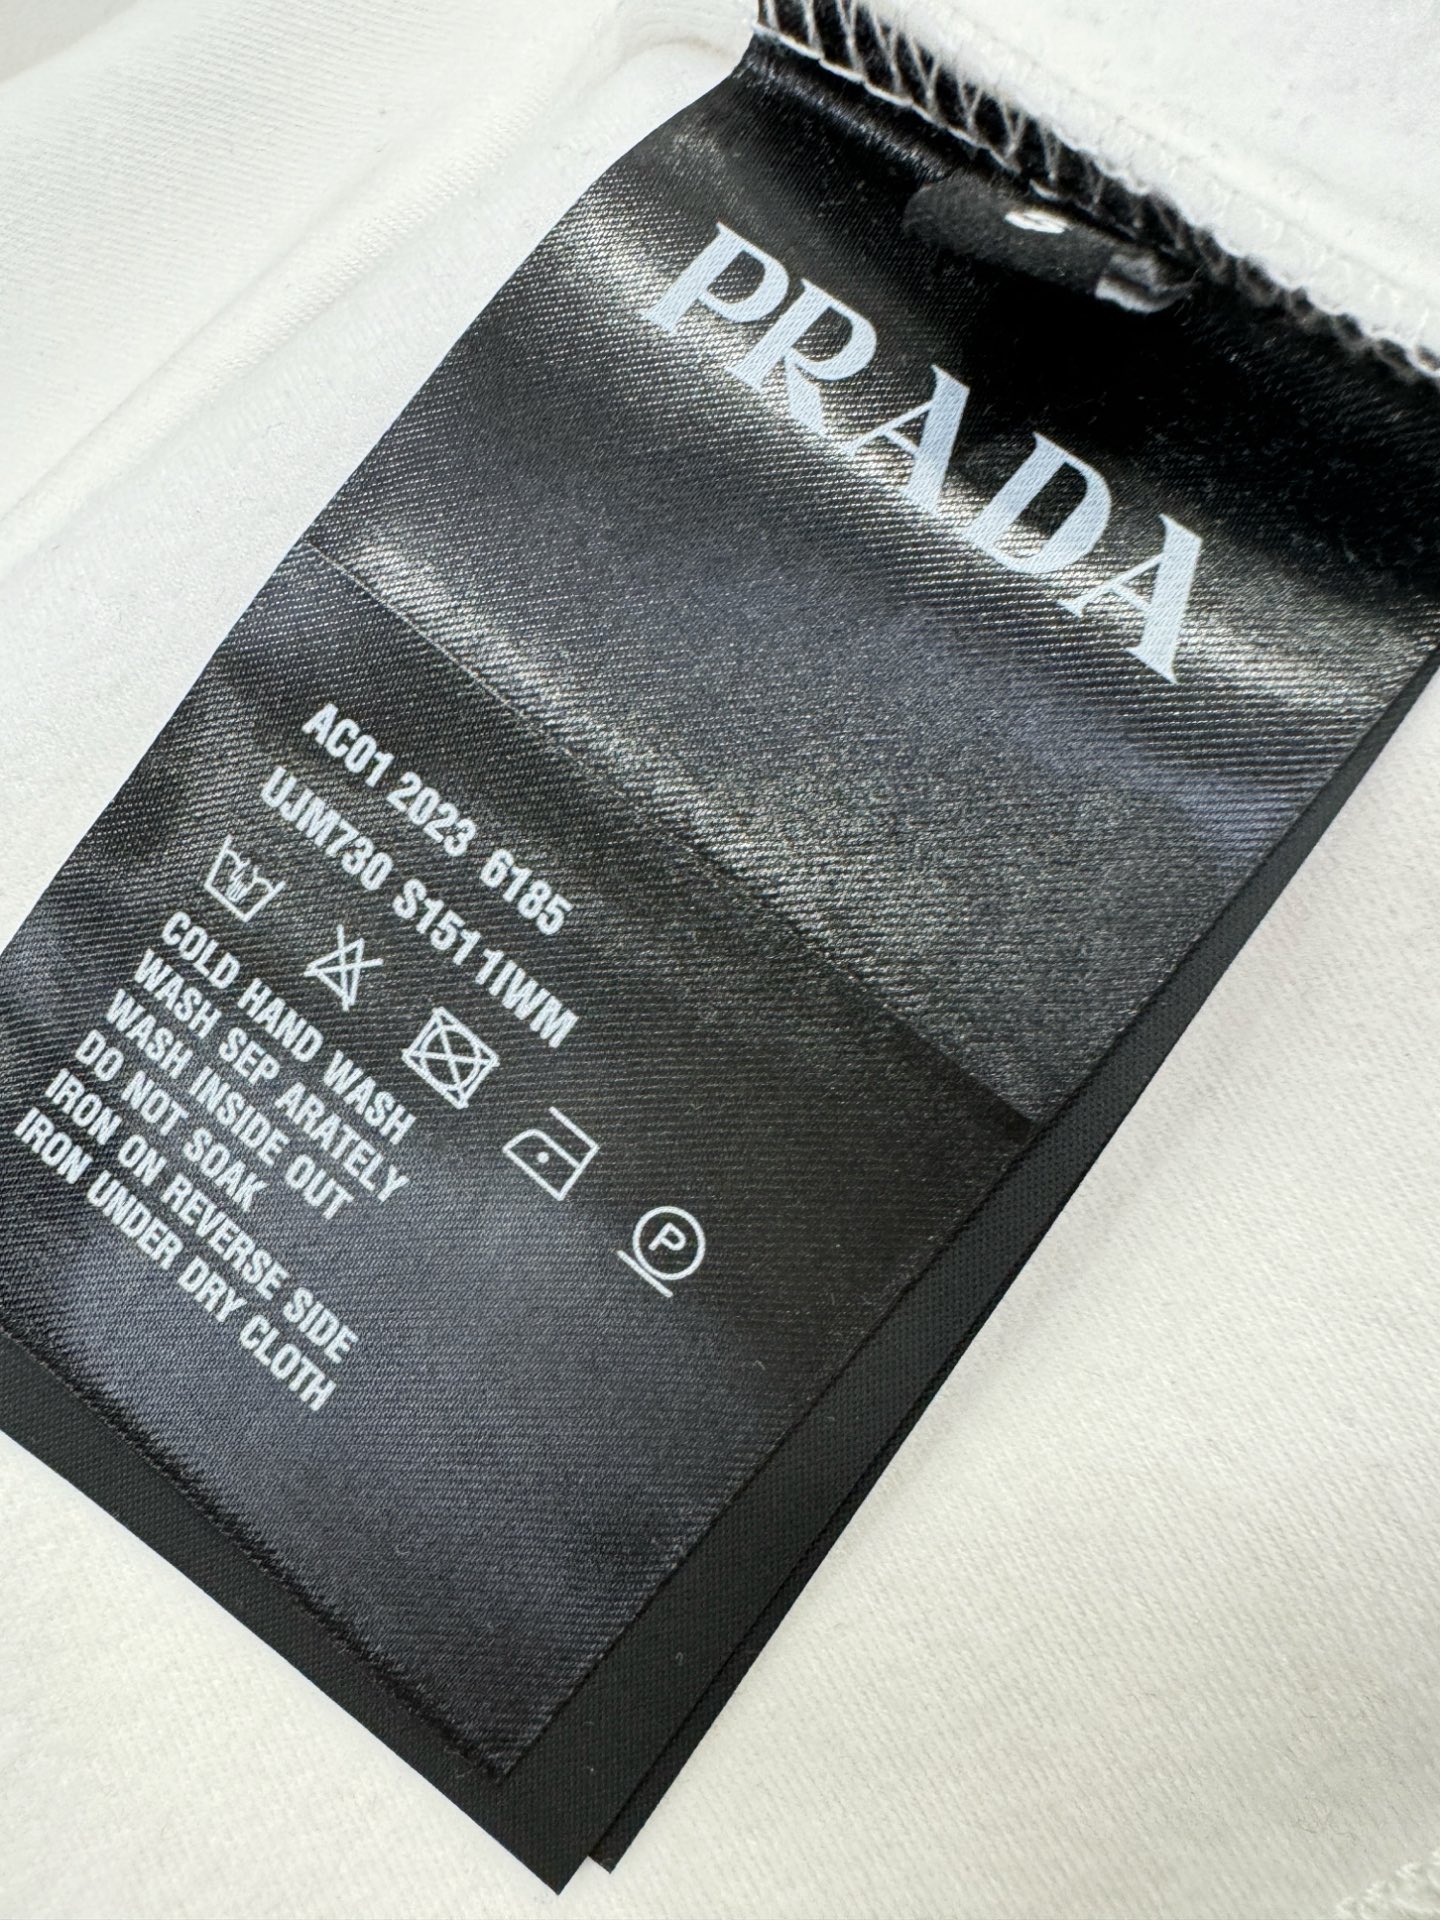 S
PRADA
AC01 2023 6185
UJM730 S151 1IWM
P
COLD HAND WASH
WASH SEP ARATELY
WASH INSIDE OUT
DO NOT SOAK
IRON ON REVERSE SIDE
IRON UNDER DRY CLOTH